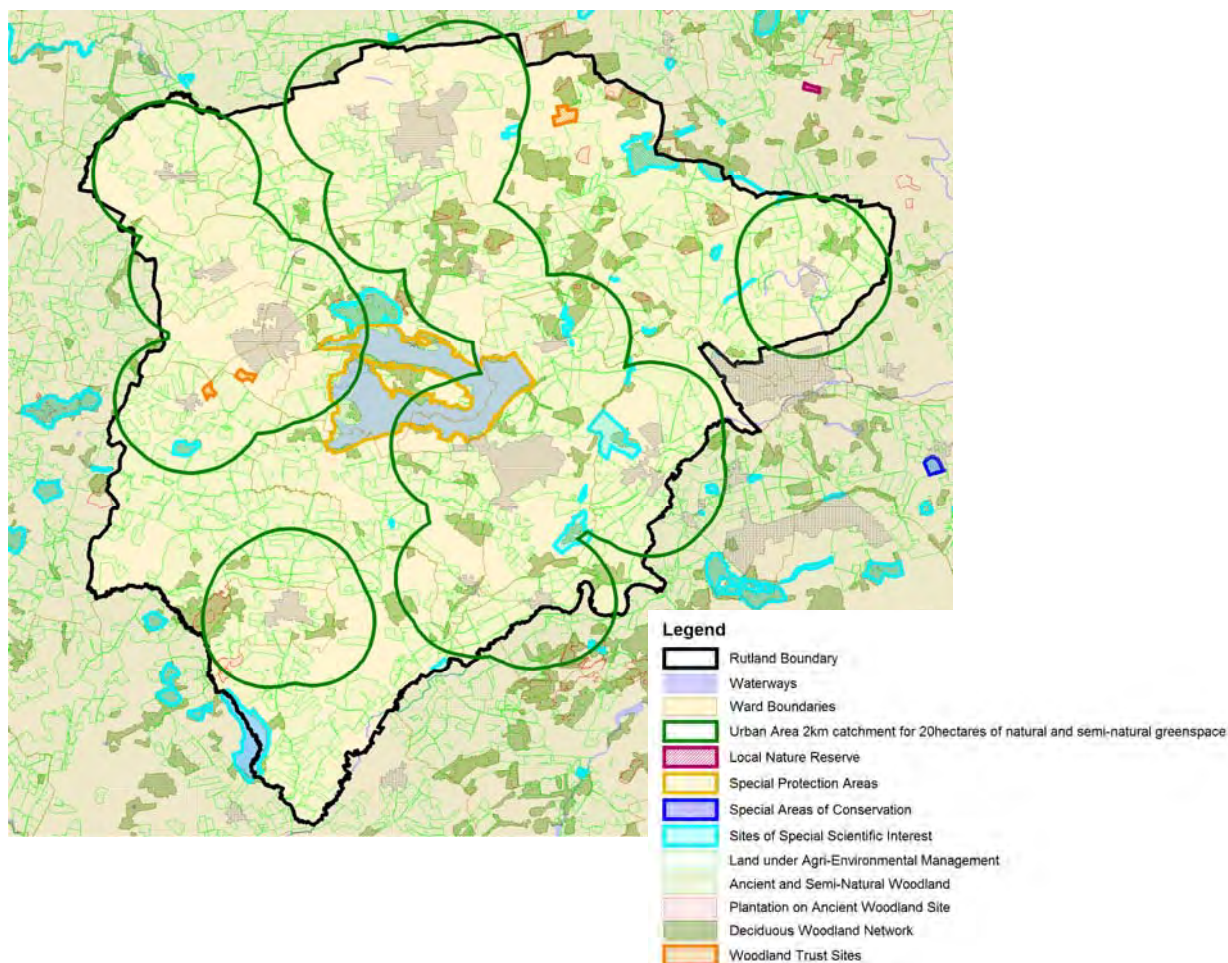 Legend
Rutland Boundary
Waterways
Ward Boundaries
Urban Area 2km catchment for 20hectares of natural and semi-natural greenspace
Local Nature Reserve
Special Protection Areas
Special Areas of Conservation
Sites of Special Scientific Interest
Land under Agri-Environmental Management
Ancient and Semi-Natural Woodland
Plantation on Ancient Woodland Site
Deciduous Woodland Network
Woodland Trust Sites